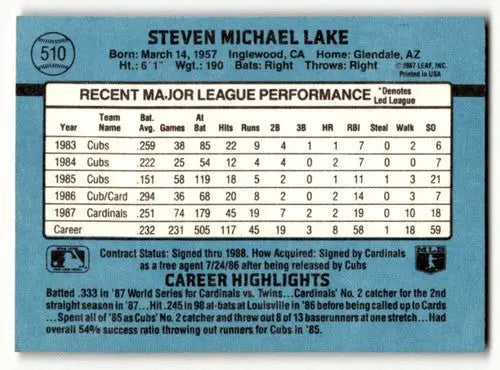 510
STEVEN MICHAEL LAKE
Born: March 14, 1957 Inglewood, CA Home: Glendale, AZ
Ht.: 6'1" Wgt.: 190 Bats: Right Throws: Right
©1987 LEAF, INC.
Printed in USA
RECENT MAJOR LEAGUE PERFORMANCE *Denotes Led League
Year Team Name Bat. Avg. Games At Bat Hits Runs 2B 3B HR RBI Steal Walk SO
1983 Cubs .259 38 85 22 9 4 1 1 7 0 2 6
1984 Cubs .222 25 54 12 4 4 0 2 7 0 0 7
1985 Cubs .151 58 119 18 5 2 0 1 11 1 3 21
1986 Cub/Card .294 36 68 20 8 2 0 2 14 0 3 7
1987 Cardinals .251 74 179 45 19 7 2 2 19 0 10 18
Career .232 231 505 117 45 19 3 8 58 1 18 59
Contract Status: Signed thru 1988. How Acquired: Signed by Cardinals
as a free agent 7/24/86 after being released by Cubs
MLB
CAREER HIGHLIGHTS
Batted .333 in '87 World Series for Cardinals vs. Twins...Cardinals' No. 2 catcher for the 2nd
straight season in '87...Hit .245 in 98 at-bats at Louisville in '86 before being called up to Cards
...Spent all of '85 as Cubs' No. 2 catcher and threw out 8 of 13 baserunners at one stretch...Had
overall 54% success ratio throwing out runners for Cubs in '85.